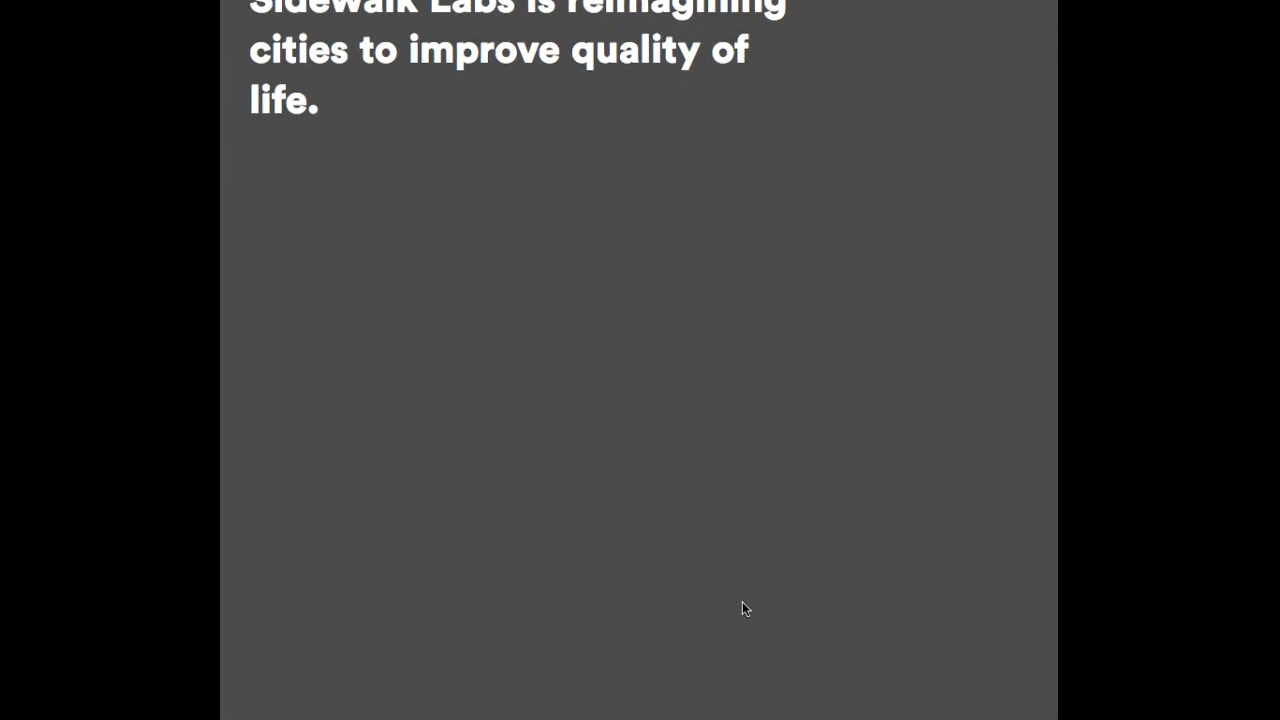 Sidewalk Labs is reimagining
cities to improve quality of
life.